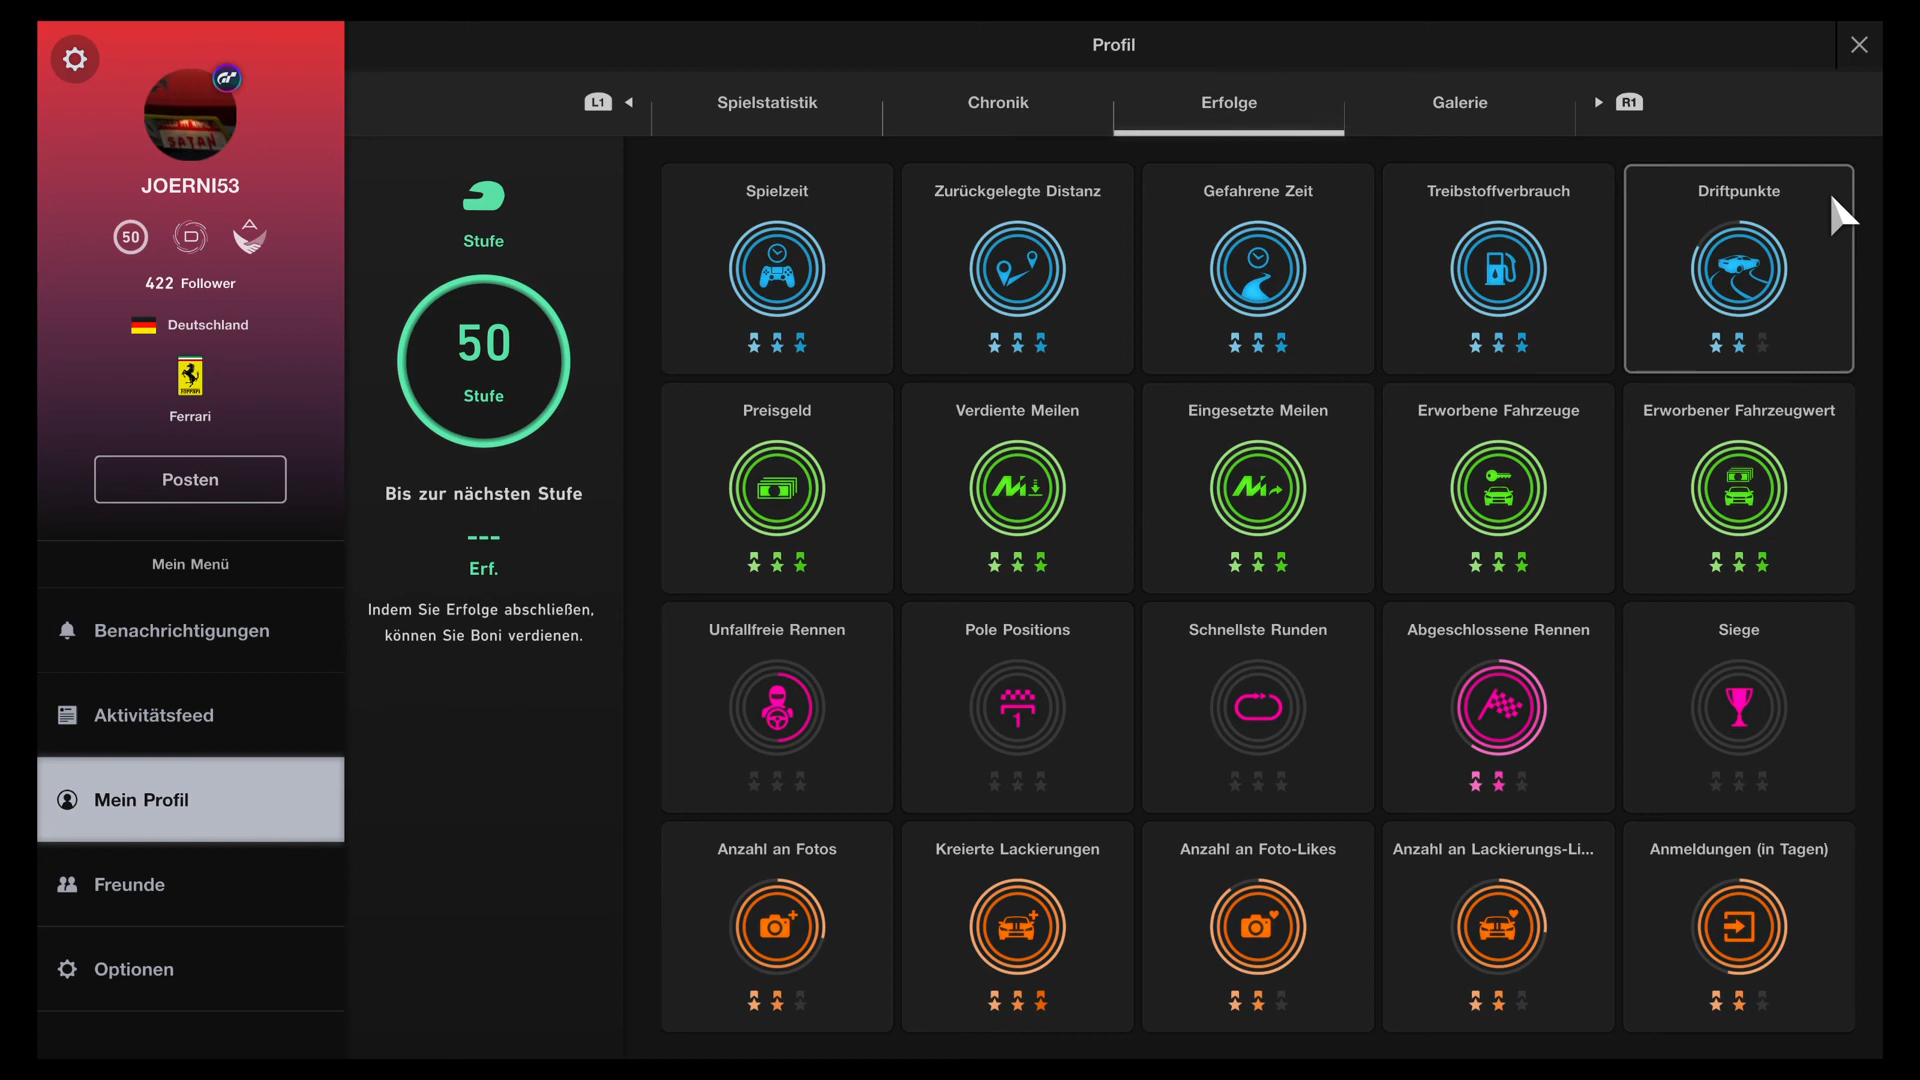 Profil
L1
Spielstatistik
Chronik
Erfolge
Galerie
R1
SATAN
JOERNI53
50
D
A
422 Follower
Deutschland
Ferrari
Posten
Mein Menü
Benachrichtigungen
Aktivitätsfeed
Mein Profil
Freunde
Optionen
Stufe
50
Stufe
Bis zur nächsten Stufe
---
Erf.
Indem Sie Erfolge abschließen,
können Sie Boni verdienen.
Spielzeit
Zurückgelegte Distanz
Gefahrene Zeit
Treibstoffverbrauch
Driftpunkte
Preisgeld
Verdiente Meilen
Eingesetzte Meilen
Erworbene Fahrzeuge
Erworbener Fahrzeugwert
Unfallfreie Rennen
Pole Positions
1
Schnellste Runden
Abgeschlossene Rennen
Siege
Anzahl an Fotos
Kreierte Lackierungen
Anzahl an Foto-Likes
Anzahl an Lackierungs-Li...
Anmeldungen (in Tagen)